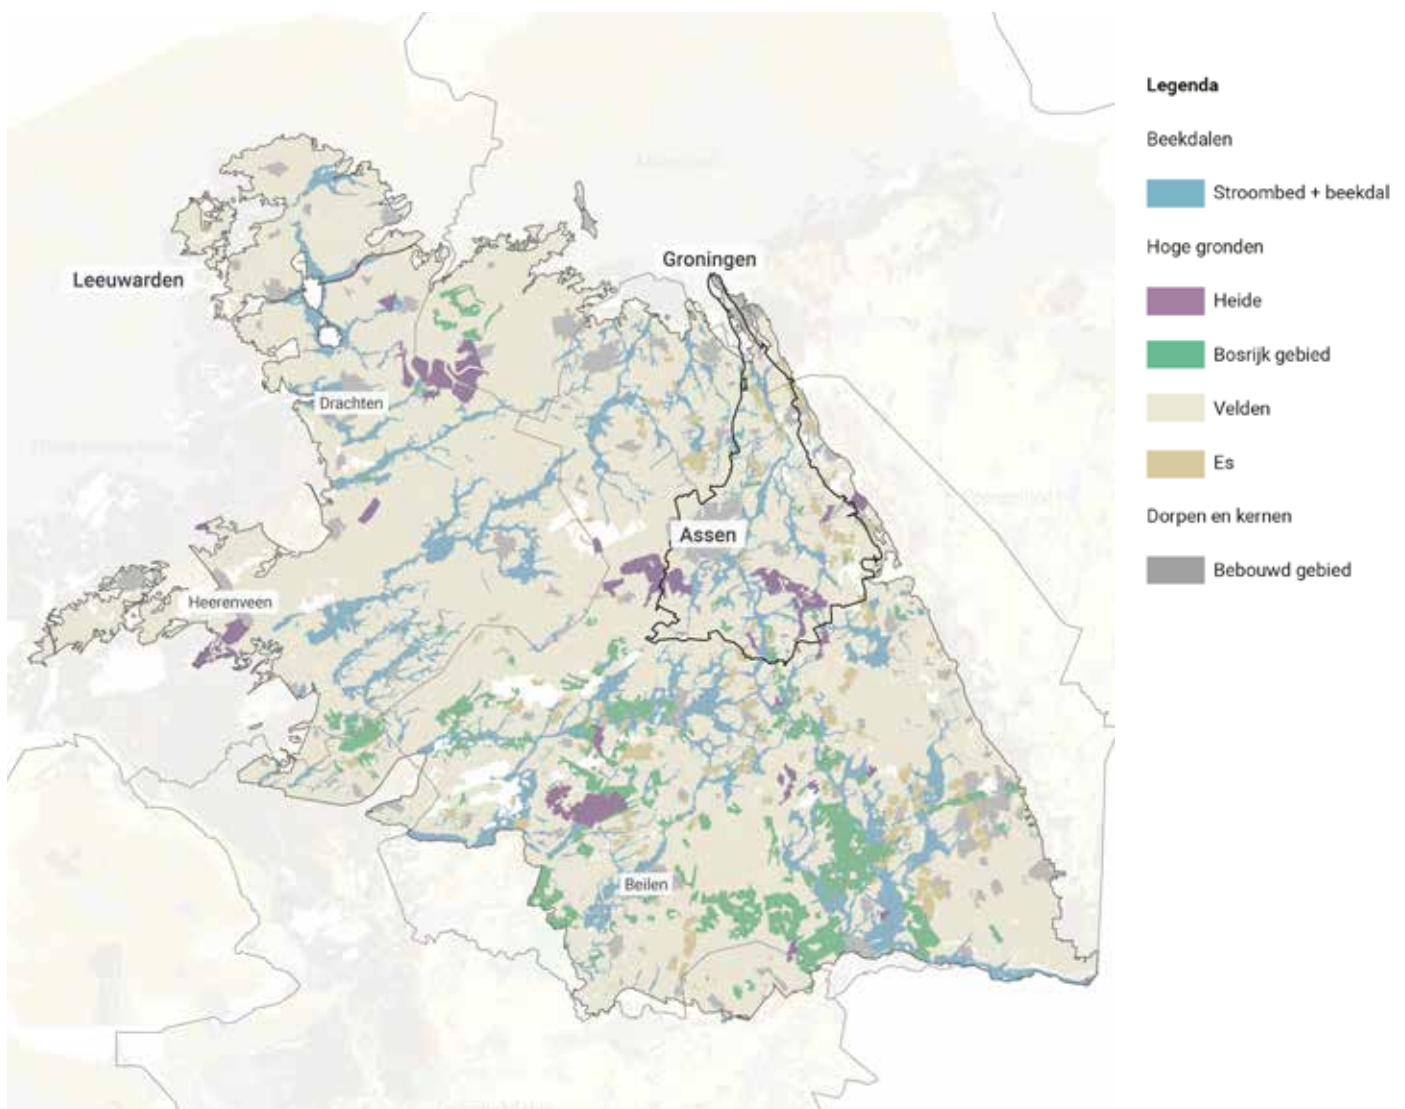 Legenda
Beekdalen
Stroombed + beekdal
Hoge gronden
Heide
Bosrijk gebied
Velden
Es
Dorpen en kernen
Bebouwd gebied
Groningen
Leeuwarden
Drachten
Assen
Heerenveen
Beilen